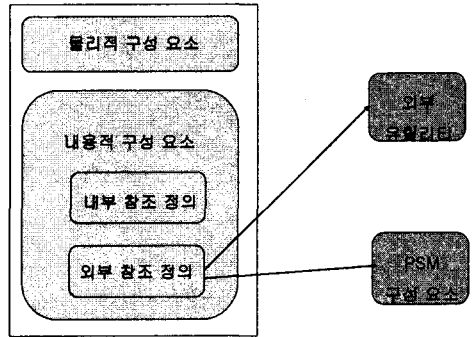 물리적 구성 요소
내용적 구성 요소
내부 참조 정의
외부 참조 정의
외부
유틸리티
PSM
구성 요소